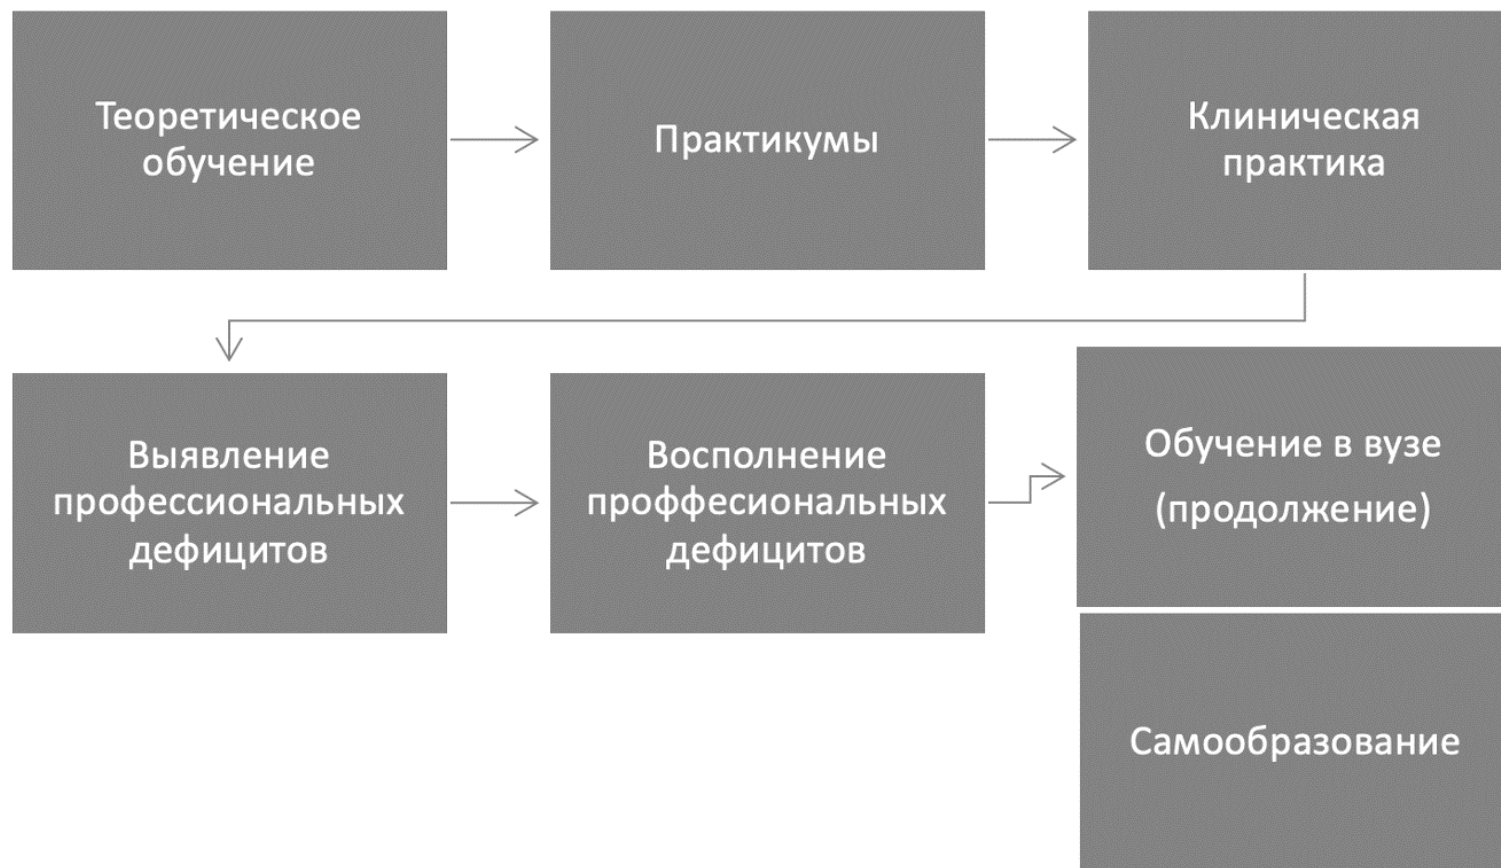 Теоретическое
обучение
Практикумы
Клиническая
практика
Выявление
профессиональных
дефицитов
Восполнение
проффесиональных
дефицитов
Обучение в вузе
(продолжение)
Самообразование